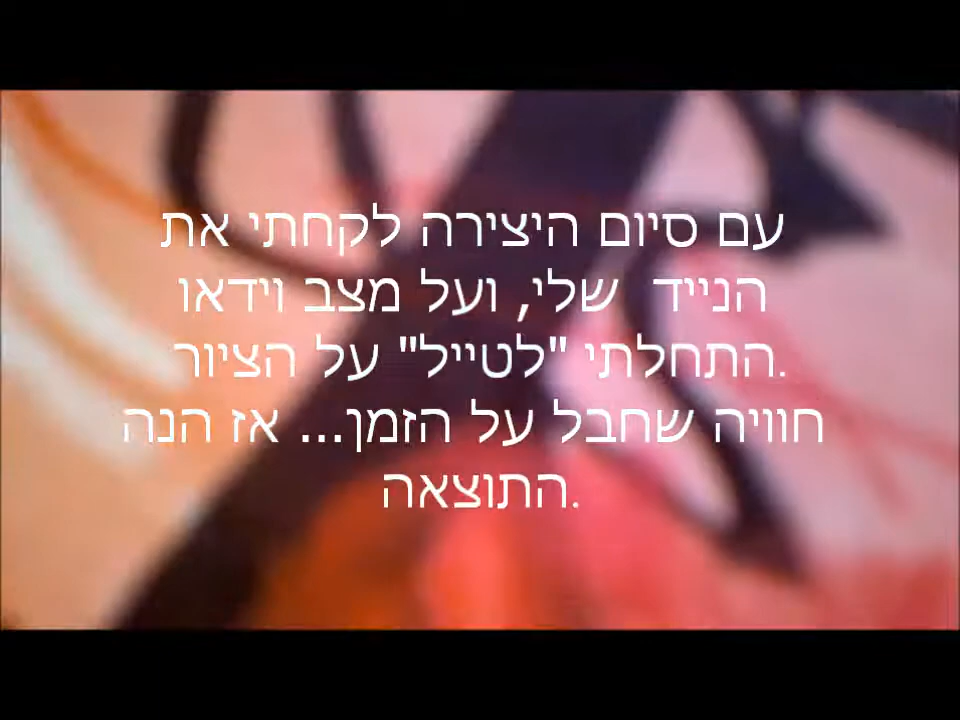 עם סיום היצירה לקחתי את
הנייד  שלי, ועל מצב וידאו
.התחלתי "לטייל" על הציור
חוויה שחבל על הזמן... אז הנה
.התוצאה